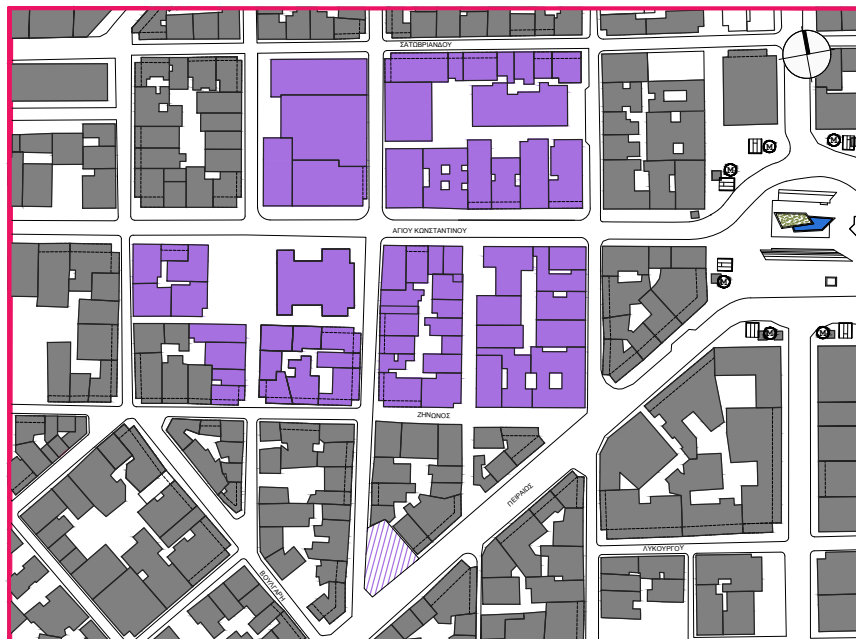 ΣΑΤΩΒΡΙΑΝΔΟΥ
M
M
M
ΑΓΙΟΥ ΚΩΝΣΤΑΝΤΙΝΟΥ
M
M
M
ΖΗΝΩΝΟΣ
ΠΕΙΡΑΙΩΣ
ΛΥΚΟΥΡΓΟΥ
ΒΟΥΛΓΑΡΗ